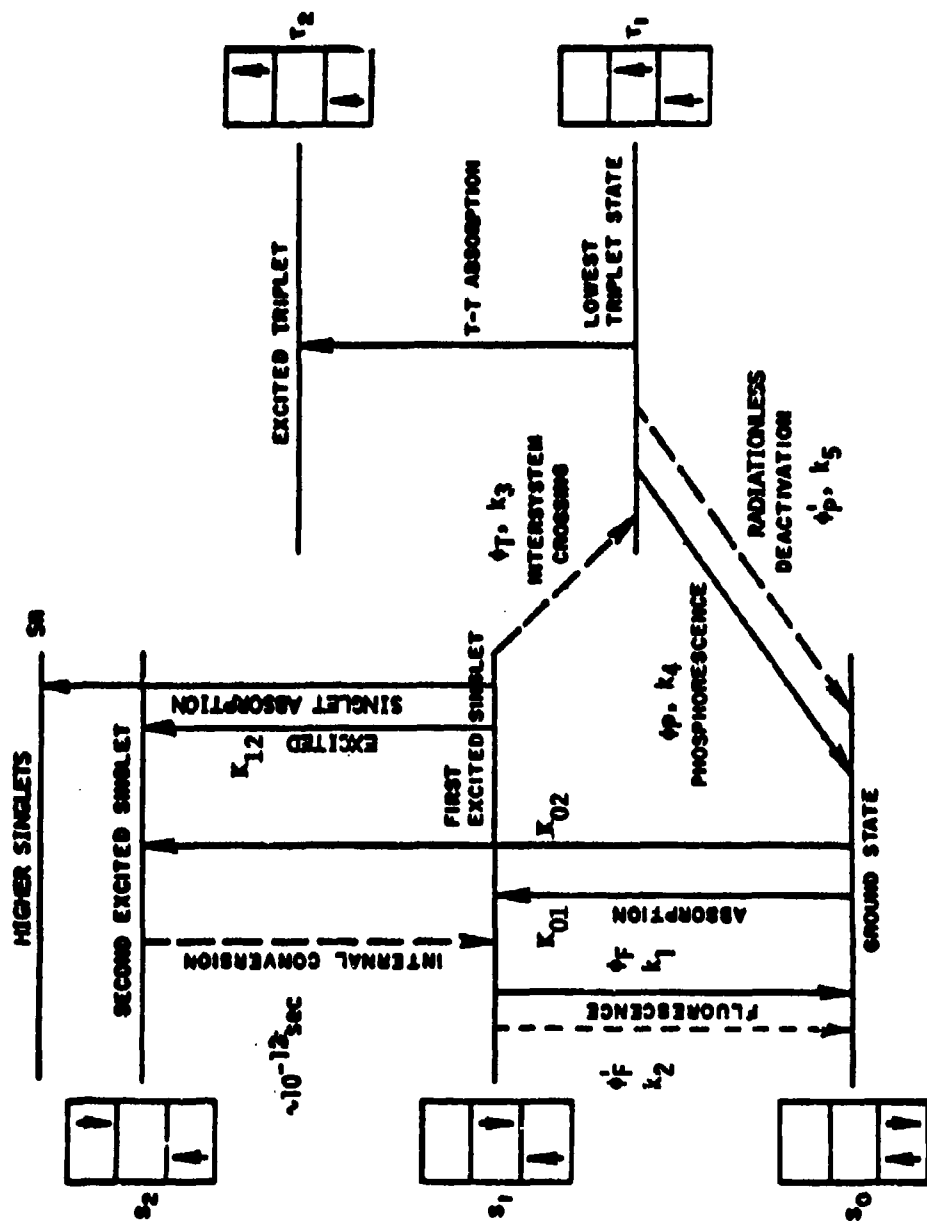 HIGHER SINGLETS
Sn
SECOND EXCITED SINGLET
S2
EXCITED TRIPLET
T2
~10-12sec
INTERNAL CONVERSION
K12
EXCITED
SINGLET ABSORPTION
T-T ABSORPTION
FIRST
EXCITED SINGLET
S1
ϕT, k3
INTERSYSTEM
CROSSING
LOWEST
TRIPLET STATE
T1
ϕ'F
k2
FLUORESCENCE
ϕF
k1
K01
ABSORPTION
K02
ϕP, k4
PHOSPHORESCENCE
RADIATIONLESS
DEACTIVATION
ϕ'P, k5
GROUND STATE
S0